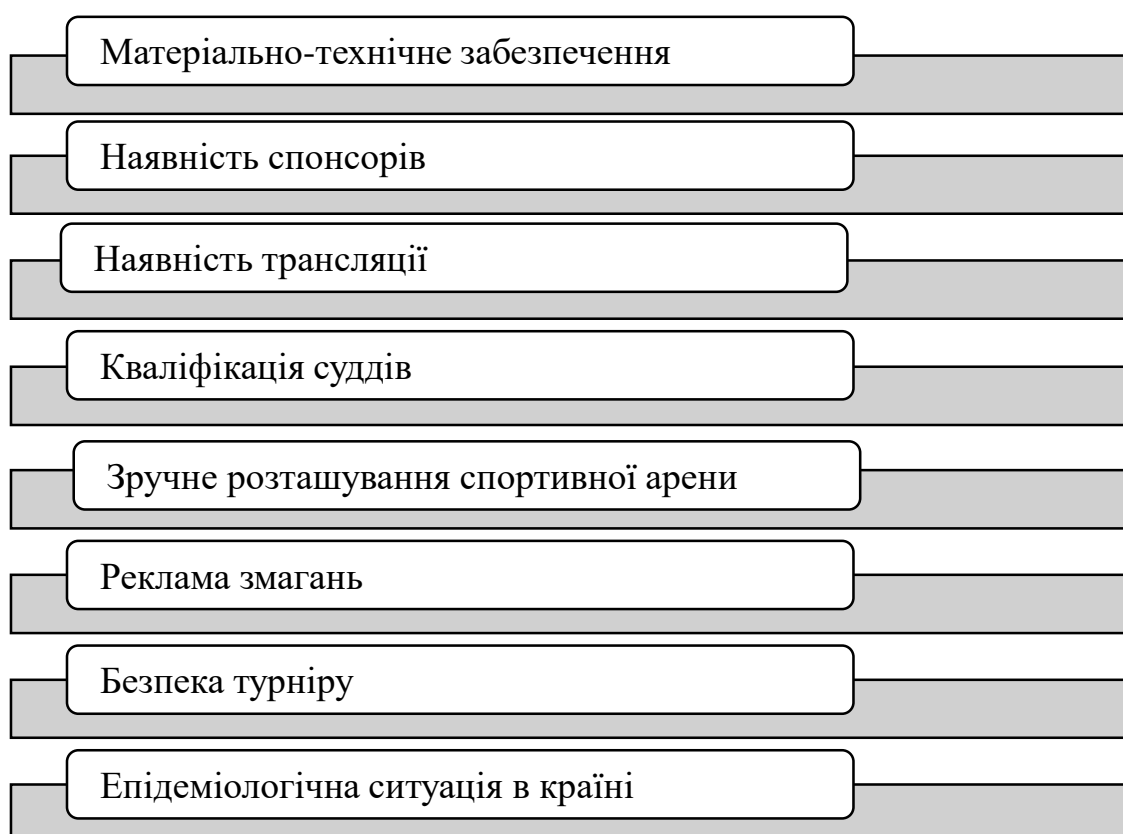 Матеріально-технічне забезпечення
Наявність спонсорів
Наявність трансляції
Кваліфікація суддів
Зручне розташування спортивної арени
Реклама змагань
Безпека турніру
Епідеміологічна ситуація в країні